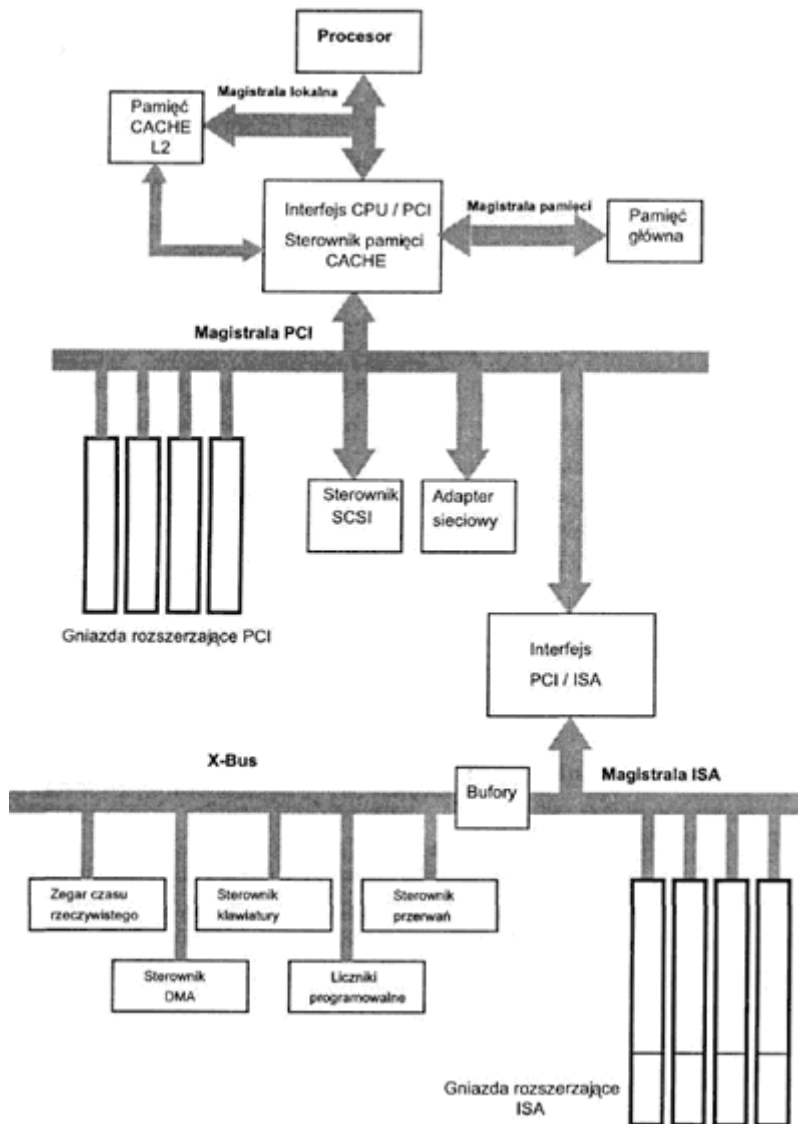 Procesor
Magistrala lokalna
Pamięć
CACHE
L2
Interfejs CPU / PCI
Sterownik pamięci
CACHE
Magistrala pamięci
Pamięć
główna
Magistrala PCI
Sterownik
SCSI
Adapter
sieciowy
Gniazda rozszerzające PCI
Interfejs
PCI / ISA
X-Bus
Bufory
Magistrala ISA
Zegar czasu
rzeczywistego
Sterownik
klawiatury
Sterownik
przerwań
Sterownik
DMA
Liczniki
programowalne
Gniazda rozszerzające
ISA